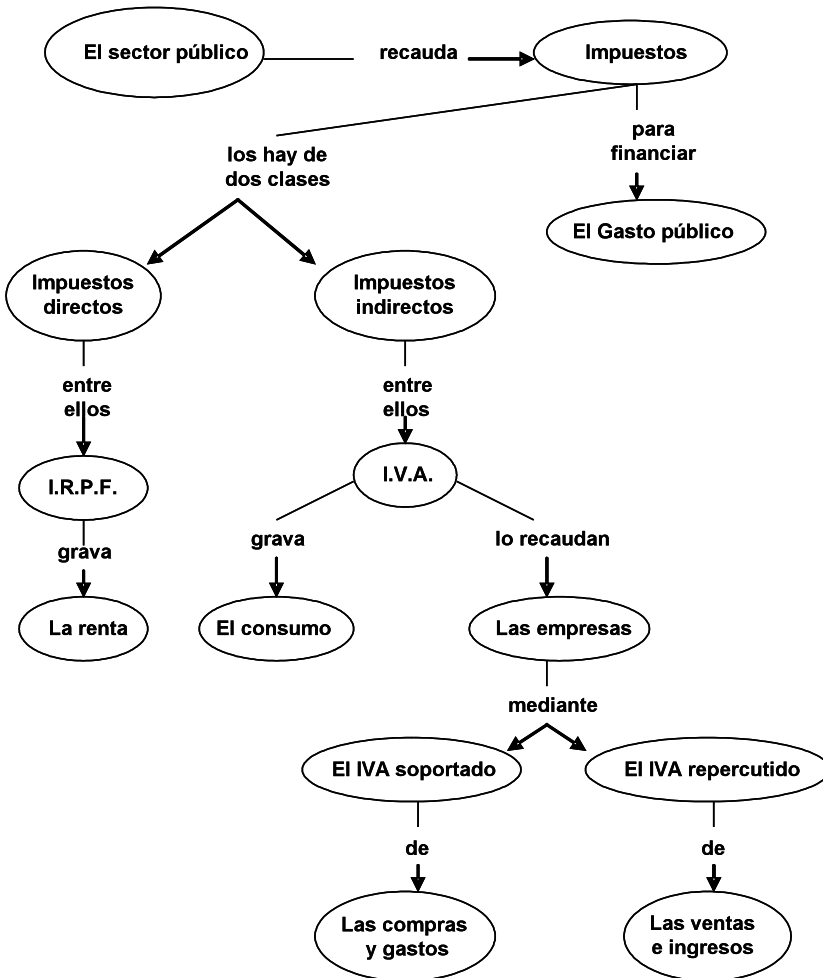 El sector público recauda Impuestos
los hay de
dos clases
para
financiar
El Gasto público
Impuestos
directos
Impuestos
indirectos
entre
ellos
entre
ellos
I.R.P.F.
I.V.A.
grava
grava
lo recaudan
La renta
El consumo
Las empresas
mediante
El IVA soportado
El IVA repercutido
de
de
Las compras
y gastos
Las ventas
e ingresos